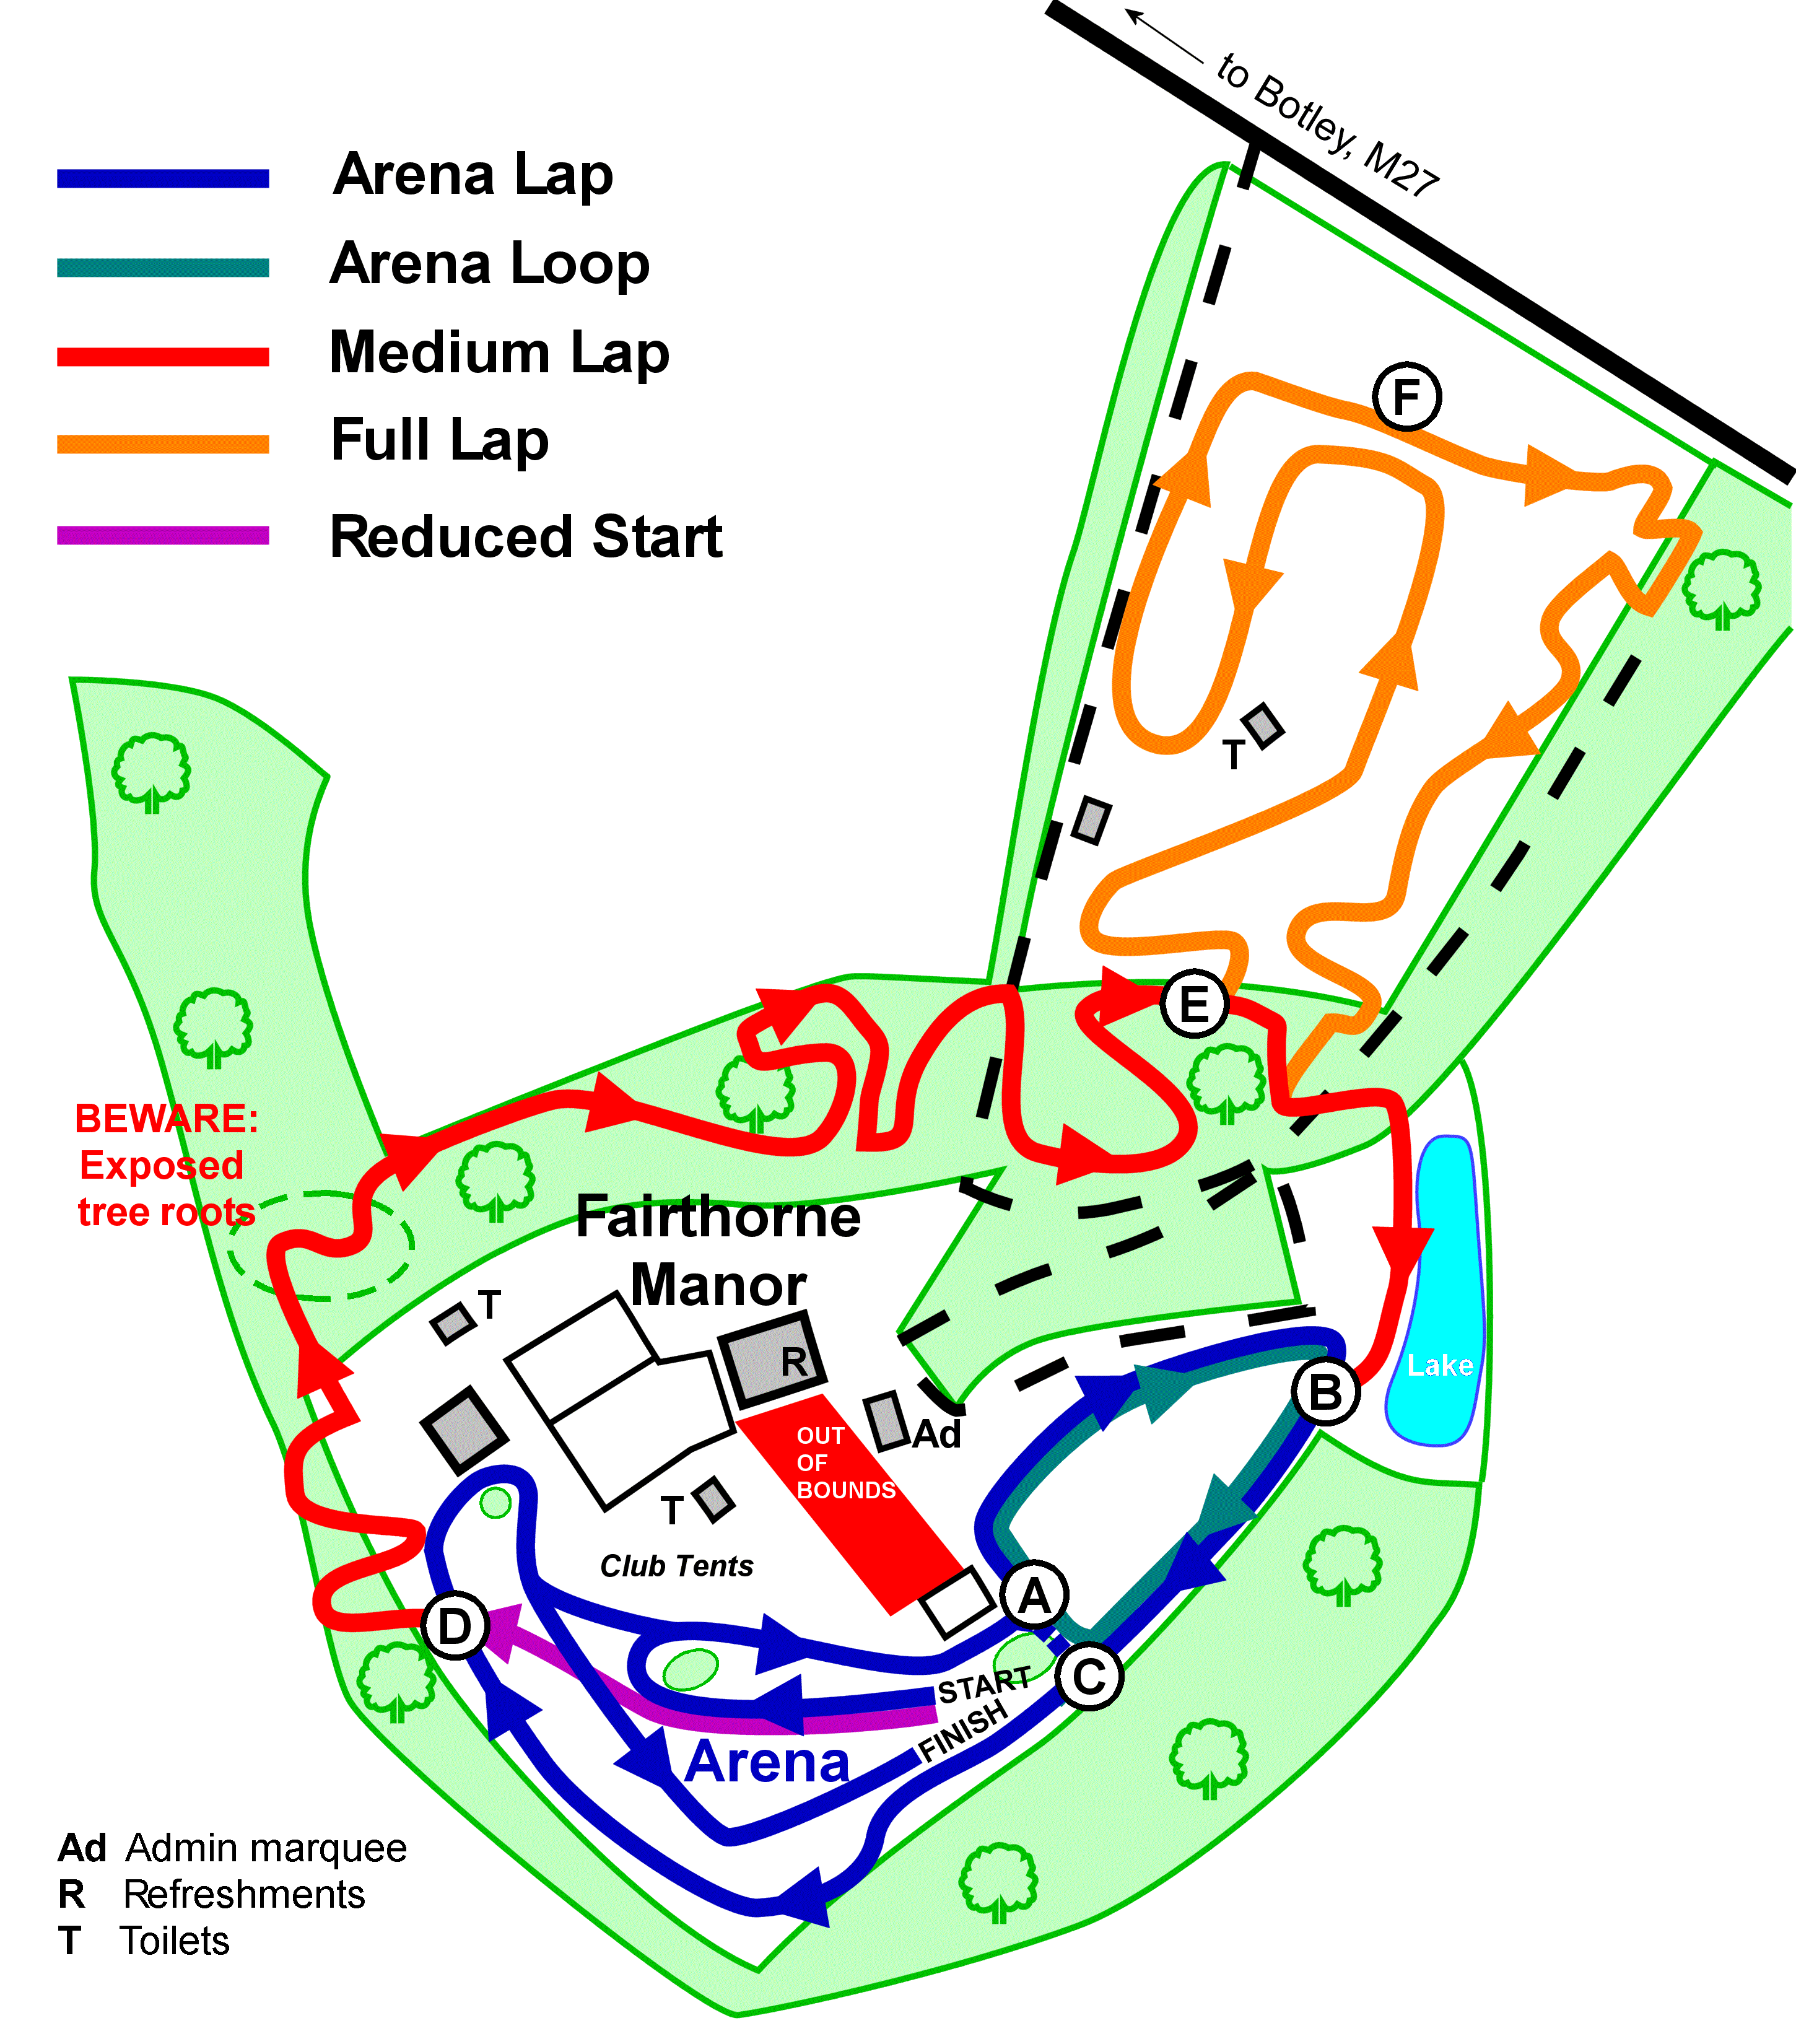 to Botley, M27
Arena Lap
Arena Loop
Medium Lap
Full Lap
Reduced Start
F
T
E
BEWARE:
Exposed
tree roots
Fairthorne
Manor
T
R
Lake
B
Ad
OUT
OF
BOUNDS
T
Club Tents
A
D
C
START
FINISH
Arena
Ad Admin marquee
R Refreshments
T Toilets